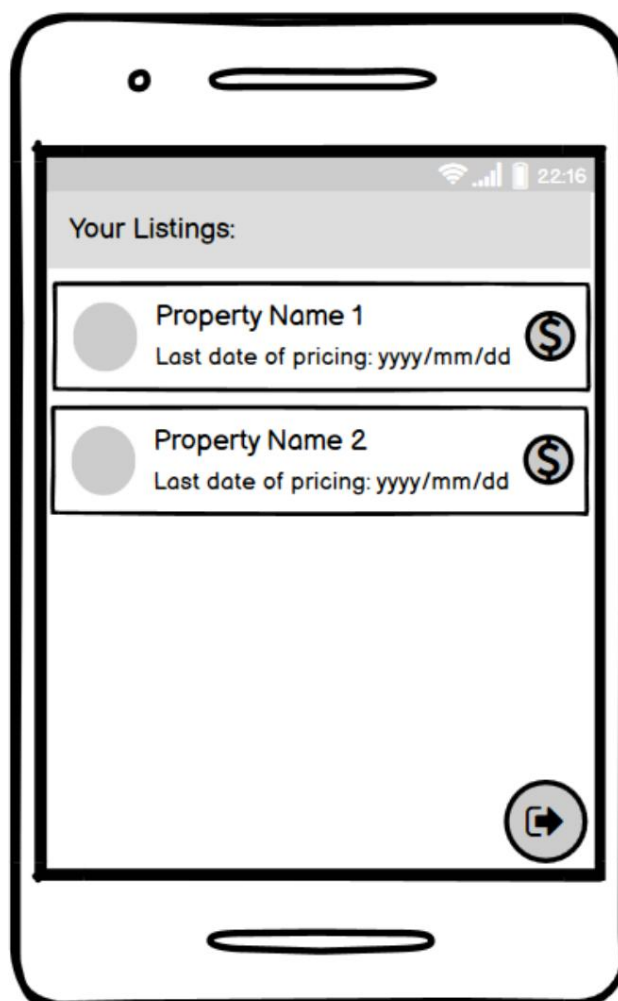 22:16
Your Listings:
Property Name 1
Last date of pricing: yyyy/mm/dd
$
Property Name 2
Last date of pricing: yyyy/mm/dd
$